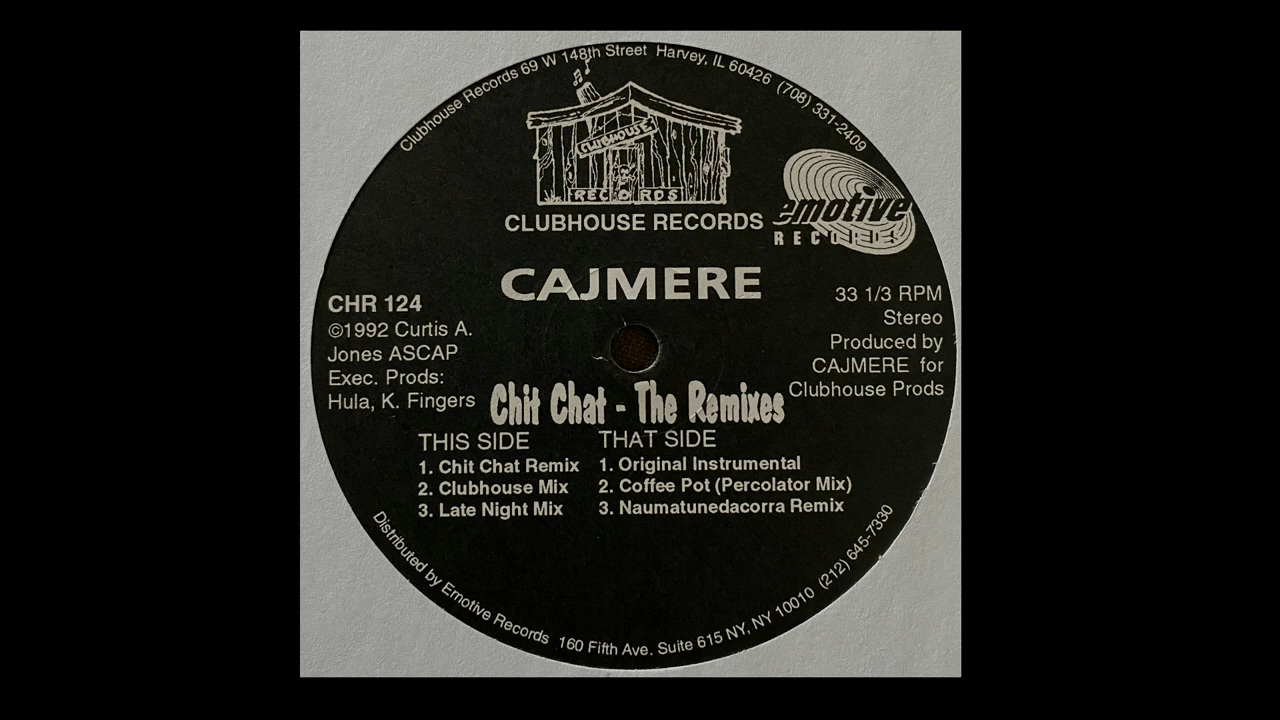 Clubhouse Records 69 W 148th Street Harvey, IL 60426 (708) 331-2409
CLUBHOUSE
RECORDS
CLUBHOUSE RECORDS
emotive
RECORDS
CAJMERE
CHR 124
©1992 Curtis A.
Jones ASCAP
Exec. Prods:
Hula, K. Fingers
33 1/3 RPM
Stereo
Produced by
CAJMERE for
Clubhouse Prods
Chit Chat - The Remixes
THIS SIDE
1. Chit Chat Remix
2. Clubhouse Mix
3. Late Night Mix
THAT SIDE
1. Original Instrumental
2. Coffee Pot (Percolator Mix)
3. Naumatunedacorra Remix
Distributed by Emotive Records 160 Fifth Ave. Suite 615 NY, NY 10010 (212) 645-7330